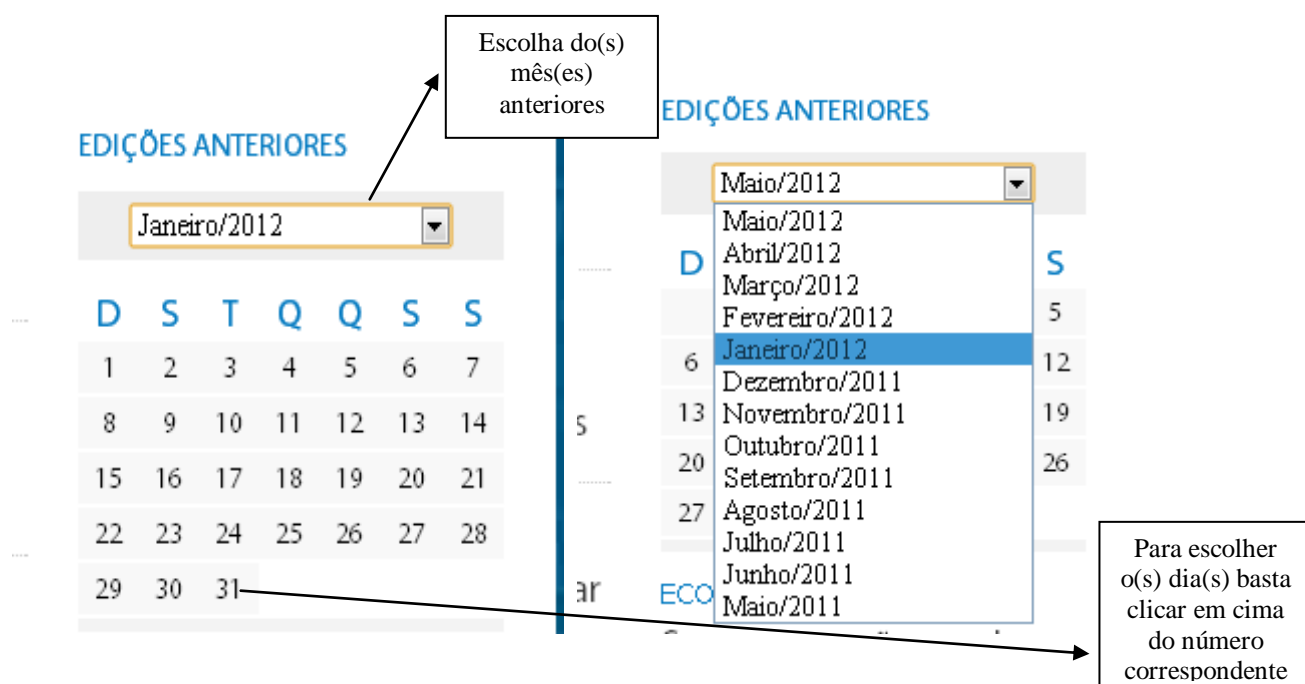 Escolha do(s)
mês(es)
anteriores
EDIÇÕES ANTERIORES
Janeiro/2012
D S T Q Q S S
1 2 3 4 5 6 7
8 9 10 11 12 13 14
15 16 17 18 19 20 21
22 23 24 25 26 27 28
29 30 31
s
ar
EDIÇÕES ANTERIORES
Maio/2012
Maio/2012
Abril/2012
Março/2012
Fevereiro/2012
Janeiro/2012
Dezembro/2011
Novembro/2011
Outubro/2011
Setembro/2011
Agosto/2011
Julho/2011
Junho/2011
Maio/2011
D S
5
6 12
13 19
20 26
27
ECO
Para escolher
o(s) dia(s) basta
clicar em cima
do número
correspondente